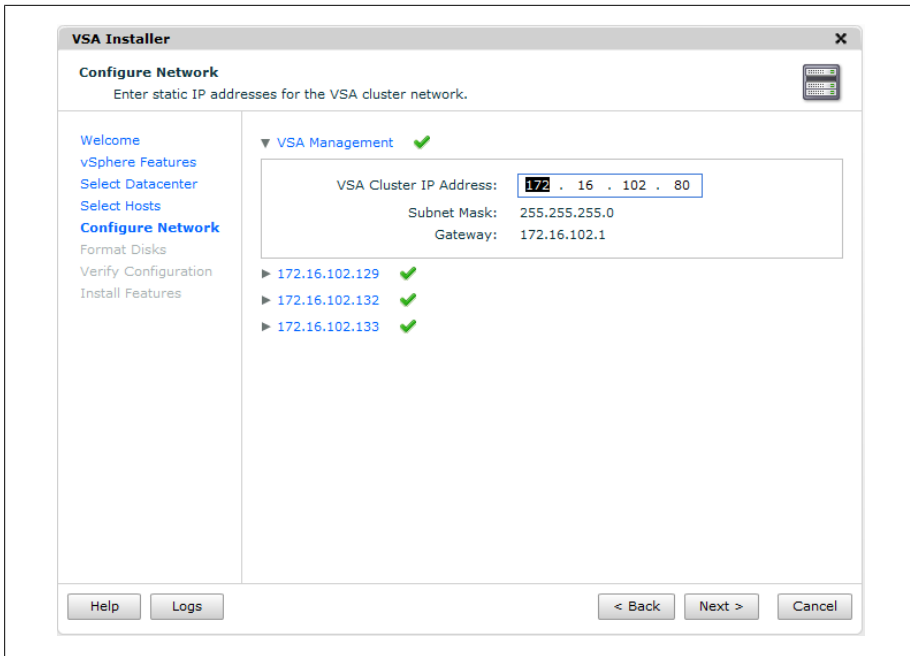 VSA Installer
Configure Network
Enter static IP addresses for the VSA cluster network.
Welcome
vSphere Features
Select Datacenter
Select Hosts
Configure Network
Format Disks
Verify Configuration
Install Features
VSA Management
VSA Cluster IP Address: 172 . 16 . 102 . 80
Subnet Mask: 255.255.255.0
Gateway: 172.16.102.1
172.16.102.129
172.16.102.132
172.16.102.133
Help Logs < Back Next > Cancel